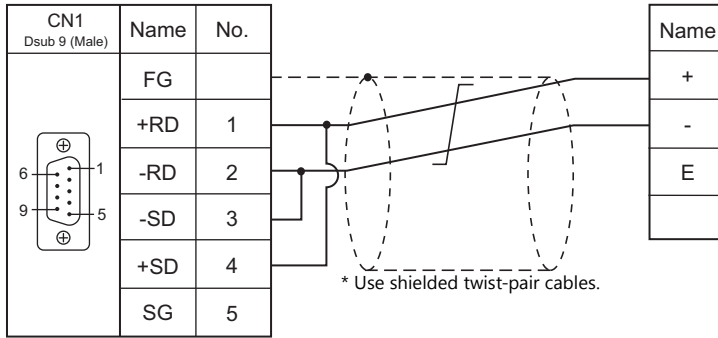 CN1
Dsub 9 (Male)
Name No.
FG
+RD 1
-RD 2
-SD 3
+SD 4
SG 5
6
1
9
5
Name
+
-
E
* Use shielded twist-pair cables.